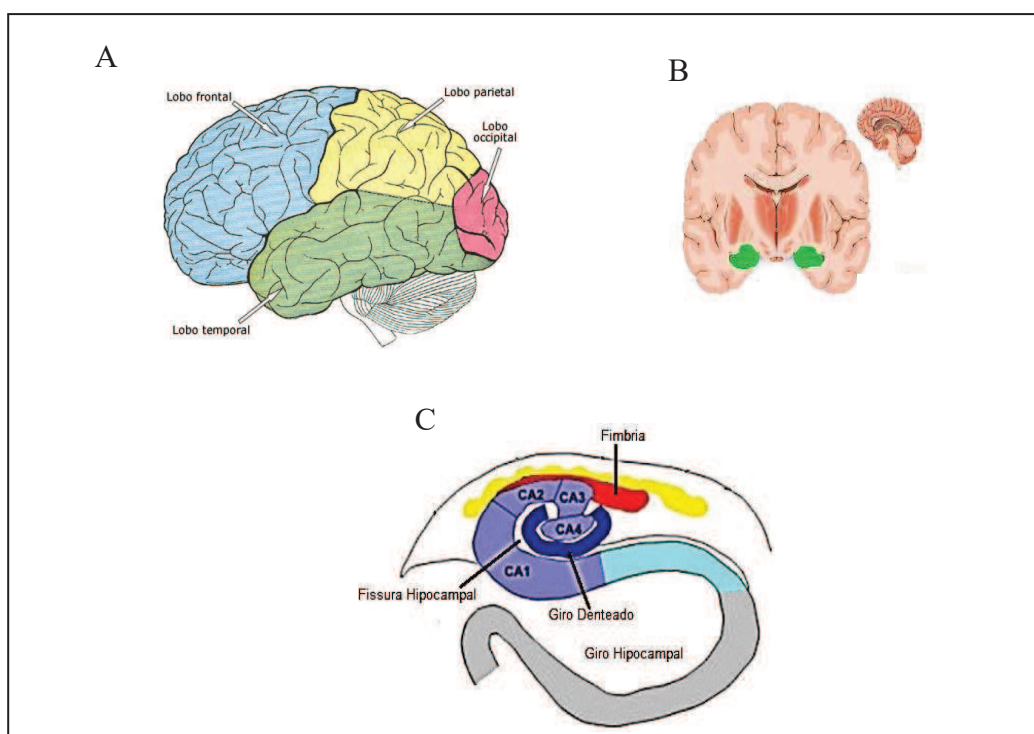 A
Lobo frontal
Lobo parietal
Lobo
occipital
Lobo temporal
B
C
Fimbria
CA2
CA3
CA4
CA1
Fissura Hipocampal
Giro Denteado
Giro Hipocampal